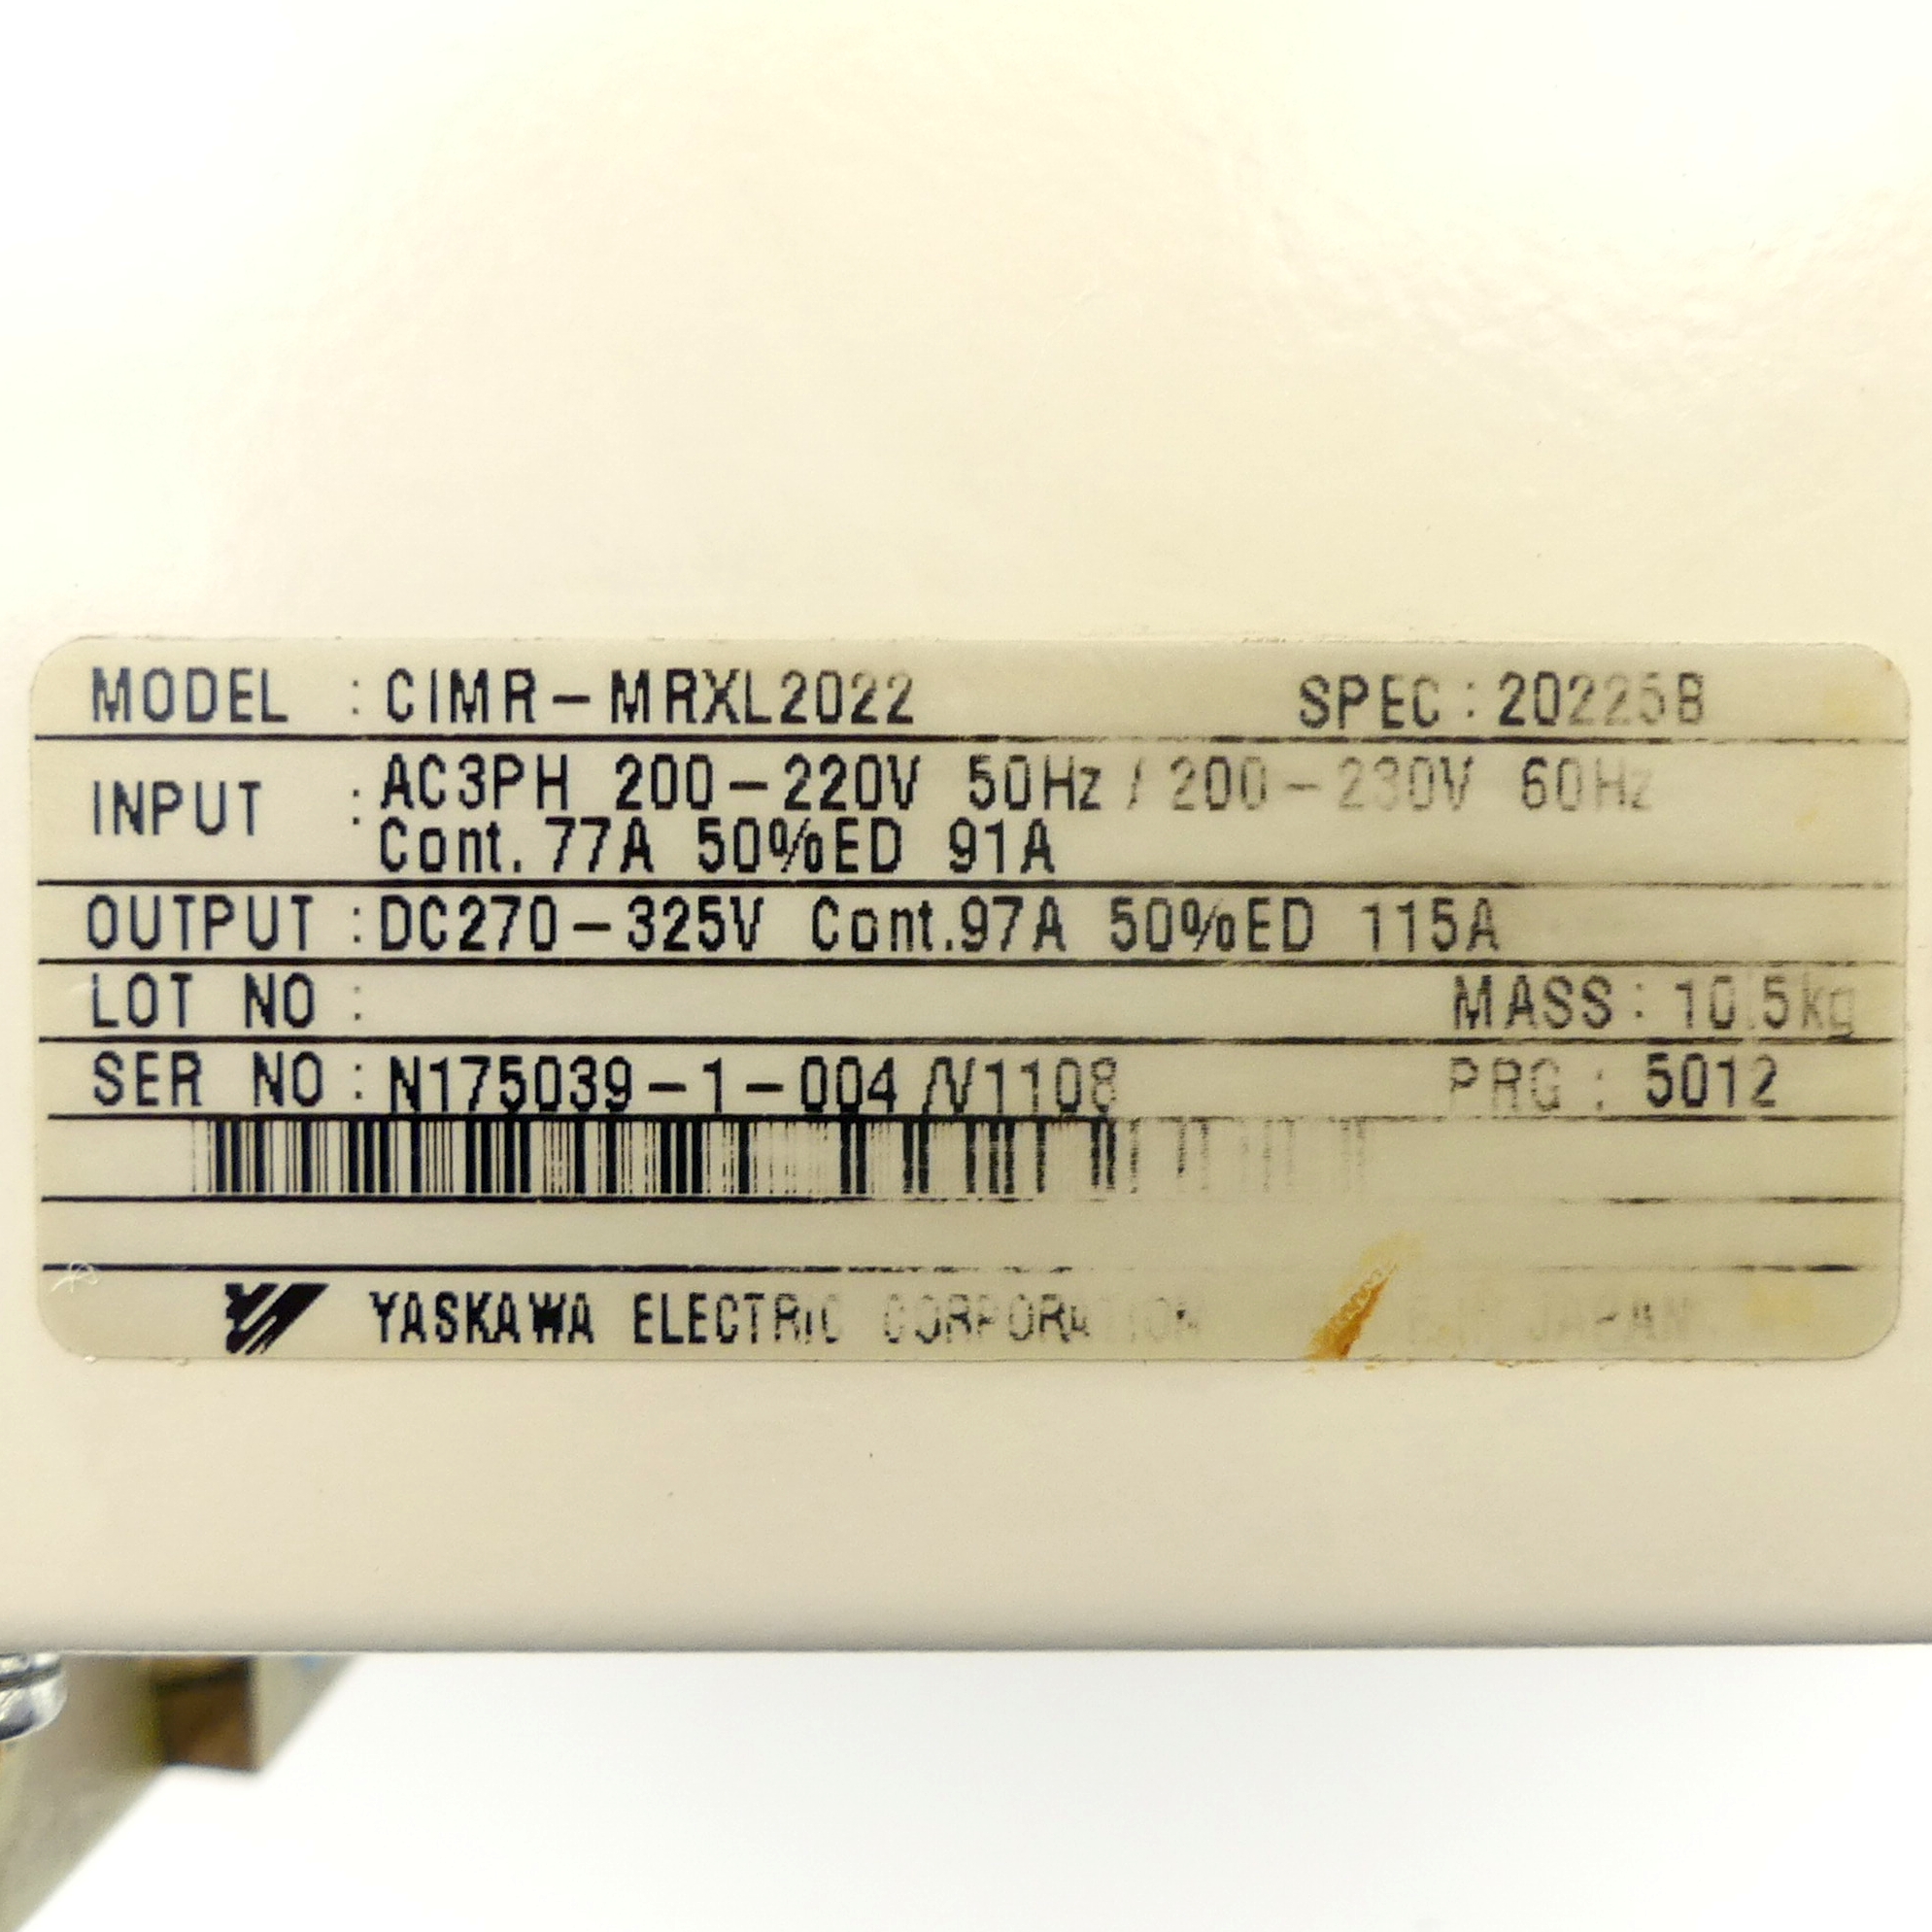 MODEL : CIMR-MRXL2022 SPEC : 20225B
INPUT : AC3PH 200-220V 50Hz / 200-230V 60Hz
Cont. 77A 50%ED 91A
OUTPUT : DC270-325V Cont.97A 50%ED 115A
LOT NO : MASS : 10.5kg
SER NO : N175039-1-004 /V1108 PRG : 5012
YASKAWA ELECTRIC CORPORATION JAPAN